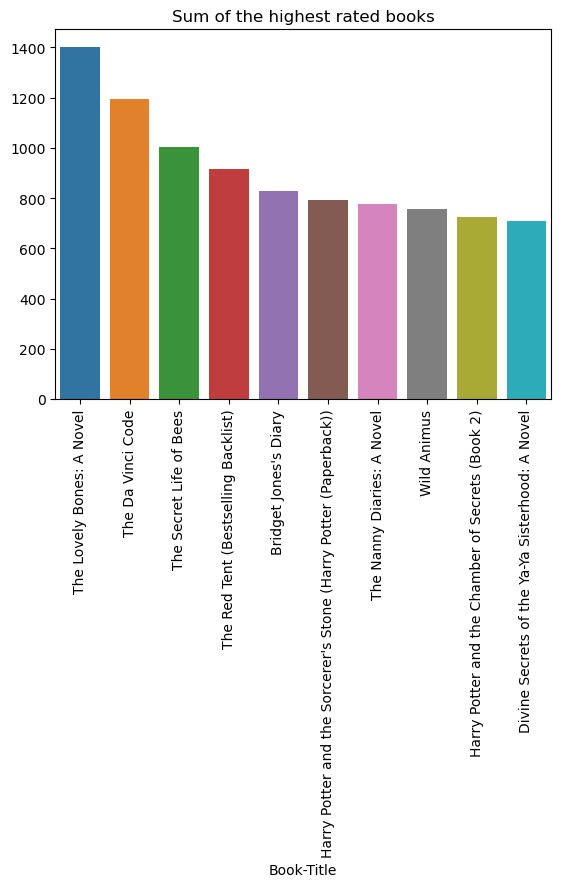 Sum of the highest rated books
1400
1200
1000
800
600
400
200
0
The Lovely Bones: A Novel
The Da Vinci Code
The Secret Life of Bees
The Red Tent (Bestselling Backlist)
Bridget Jones's Diary
Harry Potter and the Sorcerer's Stone (Harry Potter (Paperback))
The Nanny Diaries: A Novel
Wild Animus
Harry Potter and the Chamber of Secrets (Book 2)
Divine Secrets of the Ya-Ya Sisterhood: A Novel
Book-Title